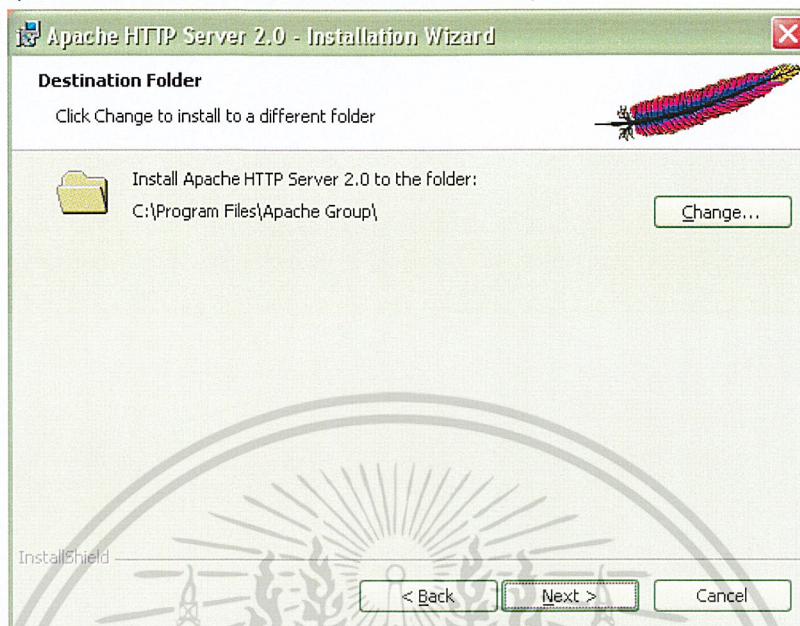 Apache HTTP Server 2.0 - Installation Wizard
Destination Folder
Click Change to install to a different folder
Install Apache HTTP Server 2.0 to the folder:
C:\Program Files\Apache Group\
Change...
InstallShield
< Back
Next >
Cancel